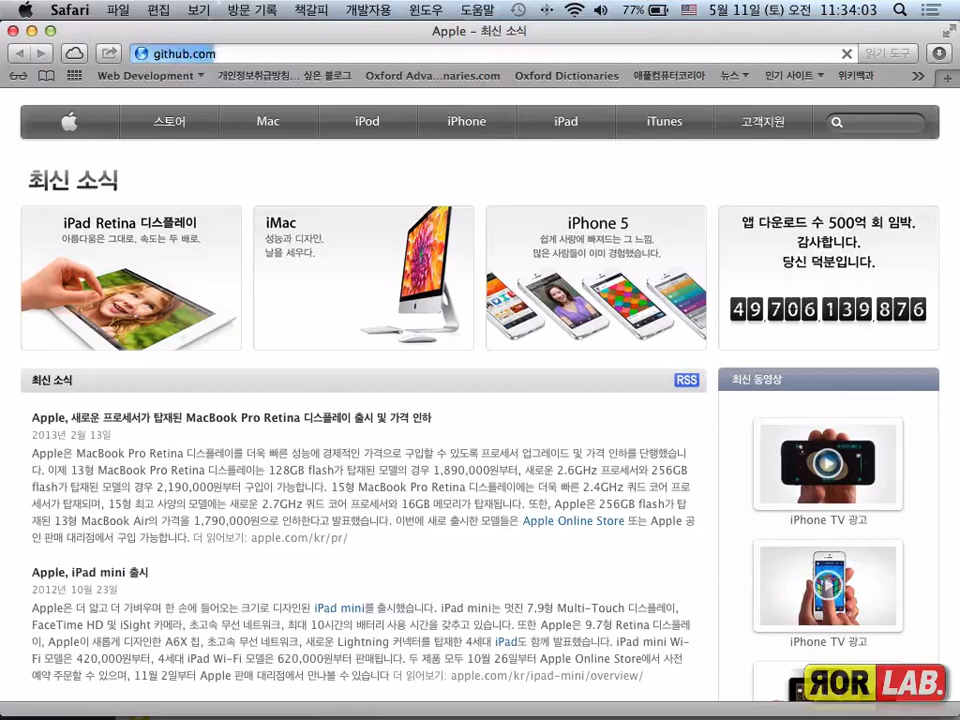 Safari 파일 편집 보기 방문 기록 책갈피 개발자용 윈도우 도움말 77% 5월 11일 (토) 오전 11:34:03
Apple – 최신 소식
github.com 읽기 도구
Web Development 개인정보취급방침... 싶은 블로그 Oxford Adva...naries.com Oxford Dictionaries 애플컴퓨터코리아 뉴스 인기 사이트 위키백과
스토어 Mac iPod iPhone iPad iTunes 고객지원
최신 소식
iPad Retina 디스플레이
아름다움은 그대로. 속도는 두 배로.
iMac
성능과 디자인.
날을 세우다.
iPhone 5
쉽게 사랑에 빠져드는 그 느낌.
많은 사람들이 이미 경험했습니다.
앱 다운로드 수 500억 회 임박.
감사합니다.
당신 덕분입니다.
49,706,139,876
최신 소식 RSS
Apple, 새로운 프로세서가 탑재된 MacBook Pro Retina 디스플레이 출시 및 가격 인하
2013년 2월 13일
Apple은 MacBook Pro Retina 디스플레이를 더욱 빠른 성능에 경제적인 가격으로 구입할 수 있도록 프로세서 업그레이드 및 가격 인하를 단행했습니
다. 이제 13형 MacBook Pro Retina 디스플레이는 128GB flash가 탑재된 모델의 경우 1,890,000원부터, 새로운 2.6GHz 프로세서와 256GB
flash가 탑재된 모델의 경우 2,190,000원부터 구입이 가능합니다. 15형 MacBook Pro Retina 디스플레이에는 더욱 빠른 2.4GHz 쿼드 코어 프로
세서가 탑재되며, 15형 최고 사양의 모델에는 새로운 2.7GHz 쿼드 코어 프로세서와 16GB 메모리가 탑재됩니다. 또한, Apple은 256GB flash가 탑
재된 13형 MacBook Air의 가격을 1,790,000원으로 인하한다고 발표했습니다. 이번에 새로 출시한 모델들은 Apple Online Store 또는 Apple 공
인 판매 대리점에서 구입 가능합니다. 더 읽어보기: apple.com/kr/pr/
Apple, iPad mini 출시
2012년 10월 23일
Apple은 더 얇고 더 가벼우며 한 손에 들어오는 크기로 디자인된 iPad mini를 출시했습니다. iPad mini는 멋진 7.9형 Multi-Touch 디스플레이,
FaceTime HD 및 iSight 카메라, 초고속 무선 네트워크, 최대 10시간의 배터리 사용 시간을 갖추고 있습니다. 또한 Apple은 9.7형 Retina 디스플레
이, Apple이 새롭게 디자인한 A6X 칩, 초고속 무선 네트워크, 새로운 Lightning 커넥터를 탑재한 4세대 iPad도 함께 발표했습니다. iPad mini Wi-
Fi 모델은 420,000원부터, 4세대 iPad Wi-Fi 모델은 620,000원부터 판매됩니다. 두 제품 모두 10월 26일부터 Apple Online Store에서 사전
예약 주문할 수 있으며, 11월 2일부터 Apple 판매 대리점에서 만나볼 수 있습니다 더 읽어보기: apple.com/kr/ipad-mini/overview/
최신 동영상
iPhone TV 광고
iPhone TV 광고
ROR LAB.